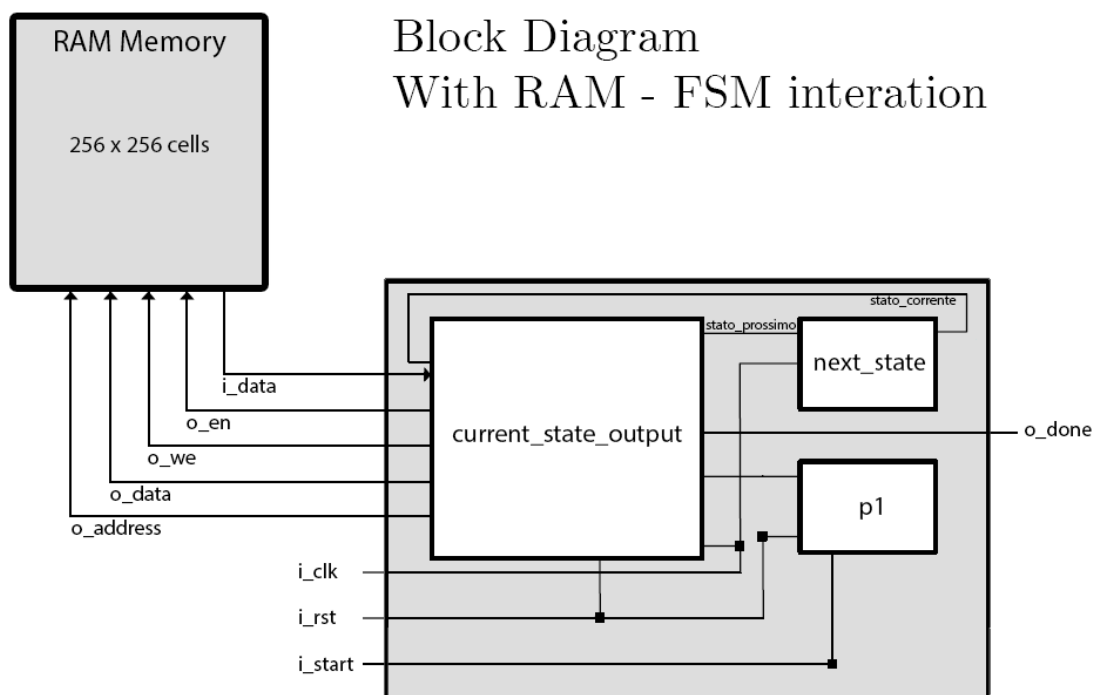 RAM Memory
256 x 256 cells
Block Diagram
With RAM - FSM interation
stato_corrente
stato_prossimo
next_state
i_data
o_en
current_state_output
o_done
o_we
o_data
p1
o_address
i_clk
i_rst
i_start